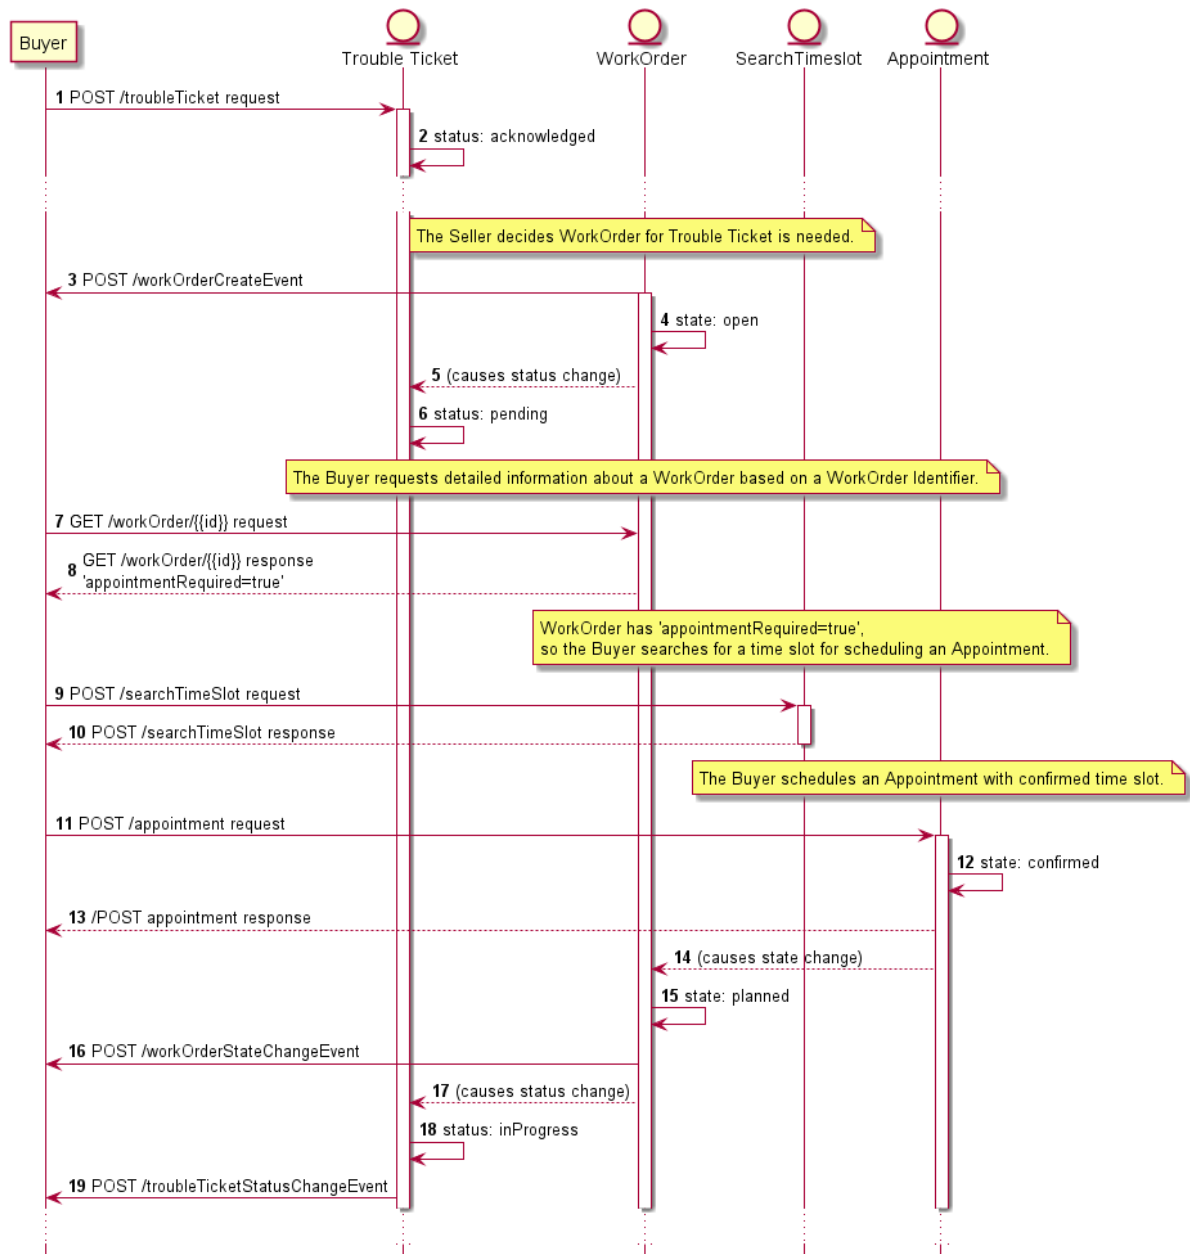 Buyer
Trouble Ticket
WorkOrder
SearchTimeslot
Appointment
1 POST /troubleTicket request
2 status: acknowledged
The Seller decides WorkOrder for Trouble Ticket is needed.
3 POST /workOrderCreateEvent
4 state: open
5 (causes status change)
6 status: pending
The Buyer requests detailed information about a WorkOrder based on a WorkOrder Identifier.
7 GET /workOrder/{{id}} request
8 GET /workOrder/{{id}} response
'appointmentRequired=true'
WorkOrder has 'appointmentRequired=true',
so the Buyer searches for a time slot for scheduling an Appointment.
9 POST /searchTimeSlot request
10 POST /searchTimeSlot response
The Buyer schedules an Appointment with confirmed time slot.
11 POST /appointment request
12 state: confirmed
13 /POST appointment response
14 (causes state change)
15 state: planned
16 POST /workOrderStateChangeEvent
17 (causes status change)
18 status: inProgress
19 POST /troubleTicketStatusChangeEvent